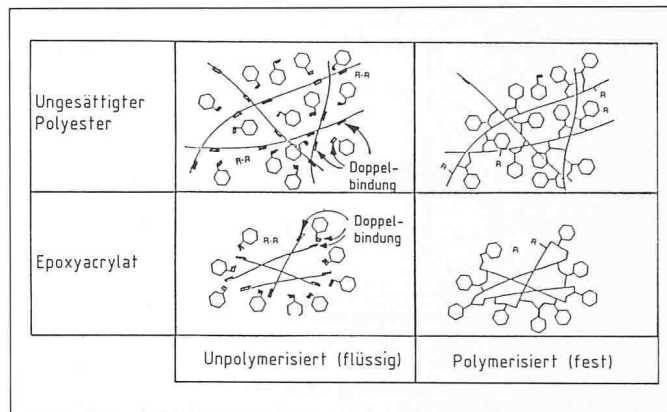 Ungesättigter
Polyester
R-R
R-R
Doppel-
bindung
R
R
R
R
Epoxyacrylat
R-R
Doppel-
bindung
R
R
Unpolymerisiert (flüssig)
Polymerisiert (fest)